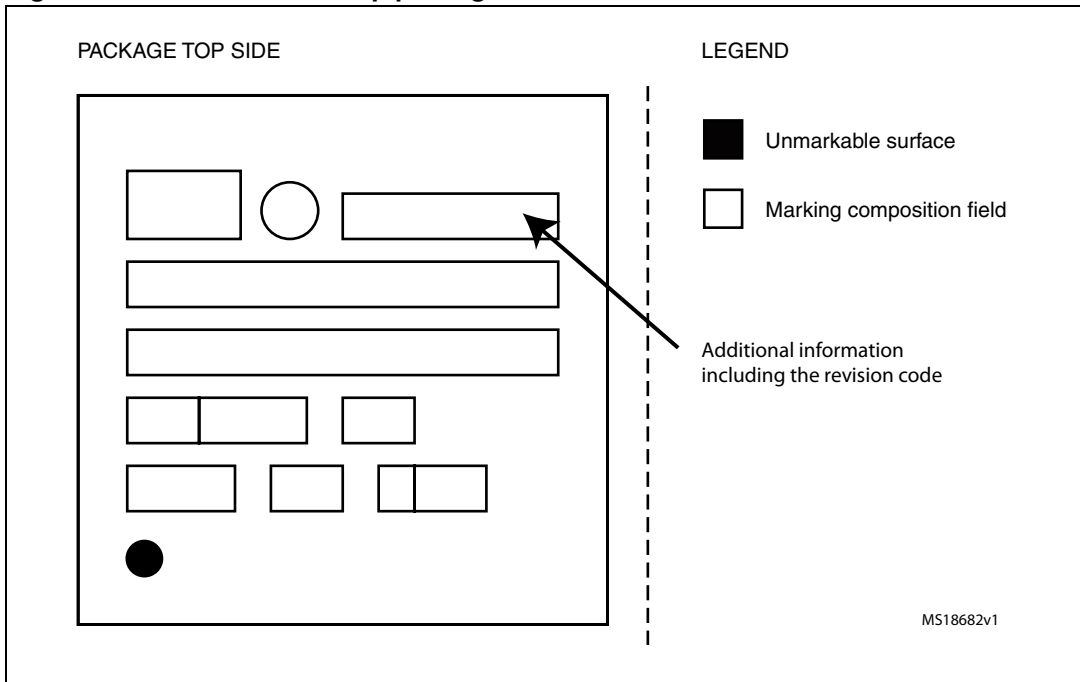 PACKAGE TOP SIDE
LEGEND
Unmarkable surface
Marking composition field
Additional information
including the revision code
MS18682v1